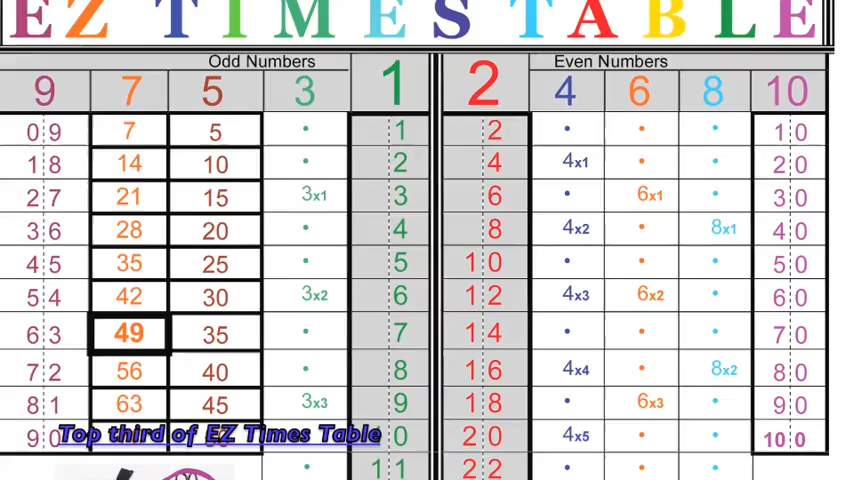 EZ TIMES TABLE
Odd Numbers Even Numbers
9 7 5 3 1 2 4 6 8 10
09 7 5 • 1 2 • • • 10
18 14 10 • 2 4 4x1 • • 20
27 21 15 3x1 3 6 • 6x1 • 30
36 28 20 • 4 8 4x2 • 8x1 40
45 35 25 • 5 10 • • • 50
54 42 30 3x2 6 12 4x3 6x2 • 60
63 49 35 • 7 14 • • • 70
72 56 40 • 8 16 4x4 • 8x2 80
81 63 45 3x3 9 18 • 6x3 • 90
90 Top third of EZ Times Table 0 20 4x5 • • 100
• 11 22 • • •